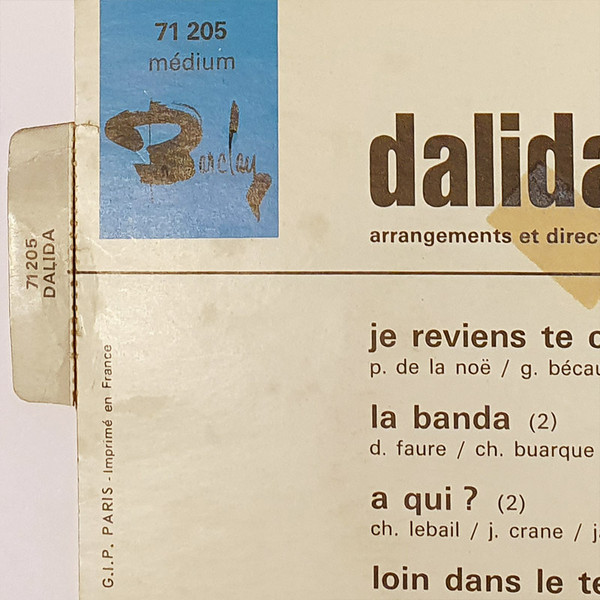 71 205
médium
Barclay
dalida
arrangements et direc
71205
DALIDA
je reviens te
p. de la noë / g. bécau
la banda (2)
d. faure / ch. buarque
a qui ? (2)
ch. lebail / j. crane / j
loin dans le te
G.I.P. PARIS - Imprimé en France